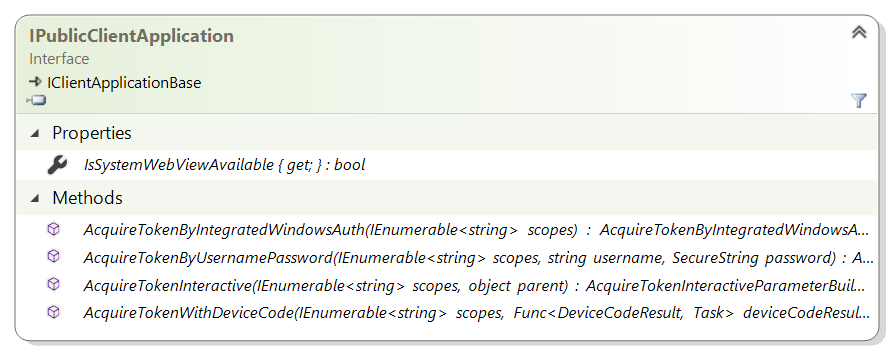 IPublicClientApplication
Interface
IClientApplicationBase
Properties
IsSystemWebViewAvailable { get; } : bool
Methods
AcquireTokenByIntegratedWindowsAuth(IEnumerable<string> scopes) : AcquireTokenByIntegratedWindowsA...
AcquireTokenByUsernamePassword(IEnumerable<string> scopes, string username, SecureString password) : A...
AcquireTokenInteractive(IEnumerable<string> scopes, object parent) : AcquireTokenInteractiveParameterBuil...
AcquireTokenWithDeviceCode(IEnumerable<string> scopes, Func<DeviceCodeResult, Task> deviceCodeResul...